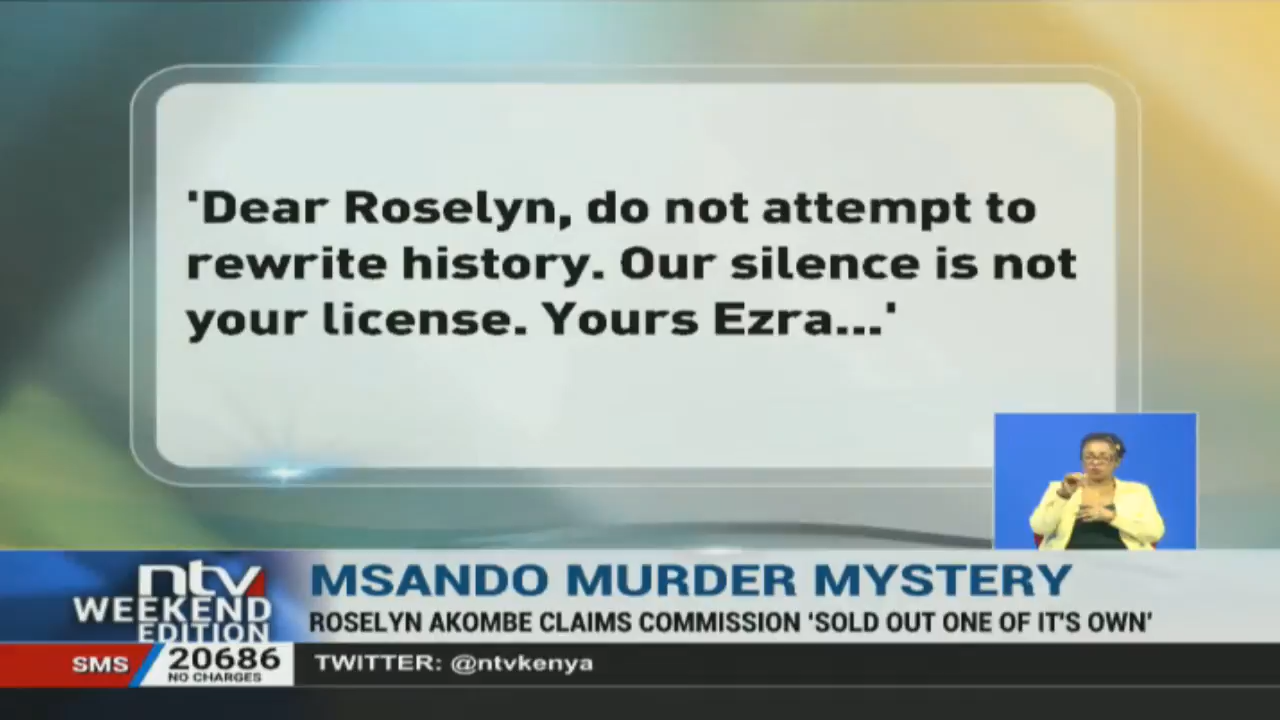 'Dear Roselyn, do not attempt to
rewrite history. Our silence is not
your license. Yours Ezra...'
ntv
WEEKEND
EDITION
MSANDO MURDER MYSTERY
ROSELYN AKOMBE CLAIMS COMMISSION 'SOLD OUT ONE OF IT'S OWN'
SMS
20686
NO CHARGES
TWITTER: @ntvkenya